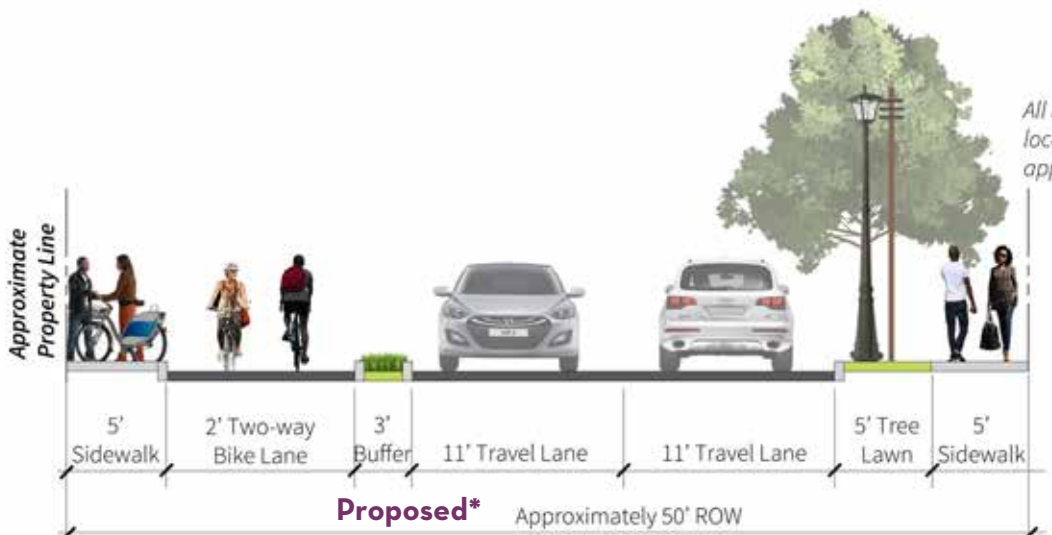 All
loc
app
Approximate
Property Line
5'
Sidewalk
2' Two-way
Bike Lane
3'
Buffer
11' Travel Lane
11' Travel Lane
5' Tree
Lawn
5'
Sidewalk
Proposed*
Approximately 50' ROW